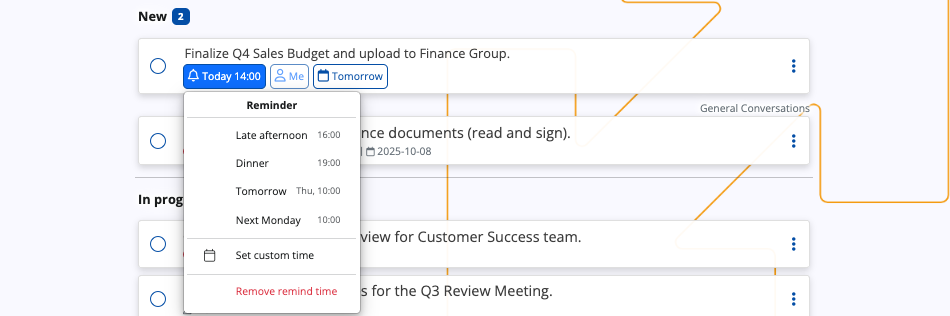 New 2
Finalize Q4 Sales Budget and upload to Finance Group.
Today 14:00 Me Tomorrow
Reminder
General Conversations
Late afternoon 16:00
nce documents (read and sign).
2025-10-08
Dinner 19:00
Tomorrow Thu, 10:00
In prog
Next Monday 10:00
view for Customer Success team.
Set custom time
Remove remind time
s for the Q3 Review Meeting.